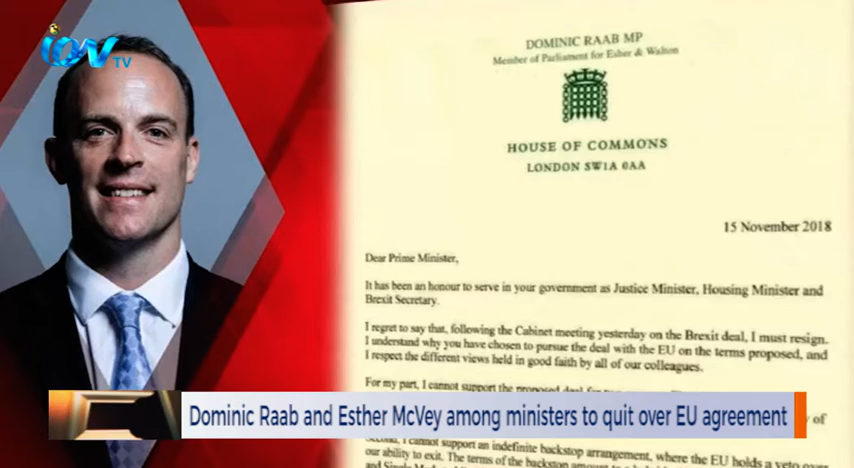 ion TV
DOMINIC RAAB MP
Member of Parliament for Esher & Walton
HOUSE OF COMMONS
LONDON SW1A 0AA
15 November 2018
Dear Prime Minister,
It has been an honour to serve in your government as Justice Minister, Housing Minister and
Brexit Secretary.
I regret to say that, following the Cabinet meeting yesterday on the Brexit deal, I must resign.
I understand why you have chosen to pursue the deal with the EU on the terms proposed, and
I respect the different views held in good faith by all of our colleagues.
For my part, I cannot support the proposed deal for
of
Dominic Raab and Esther McVey among ministers to quit over EU agreement
Second, I cannot support an indefinite backstop arrangement, where the EU holds a veto over
our ability to exit. The terms of the backstop amount to a